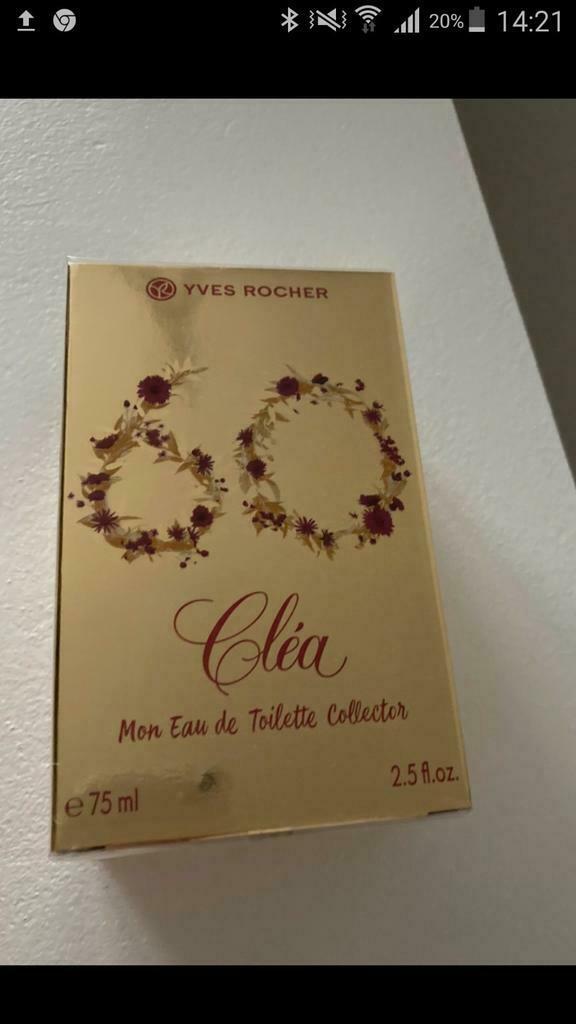 20% 14:21
YVES ROCHER
60
Cléa
Mon Eau de Toilette Collector
2.5 fl.oz.
℮ 75 ml